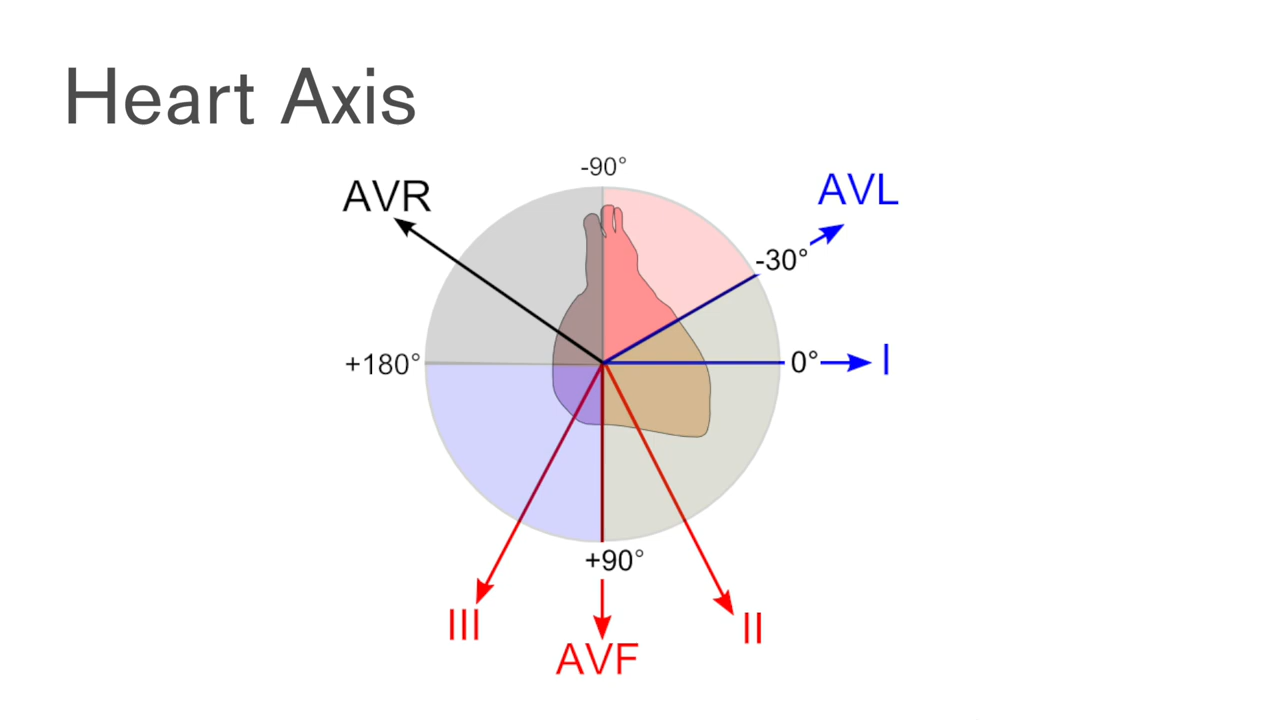 Heart Axis
-90°
AVR
AVL
-30°
+180°
0°
I
+90°
III
II
AVF